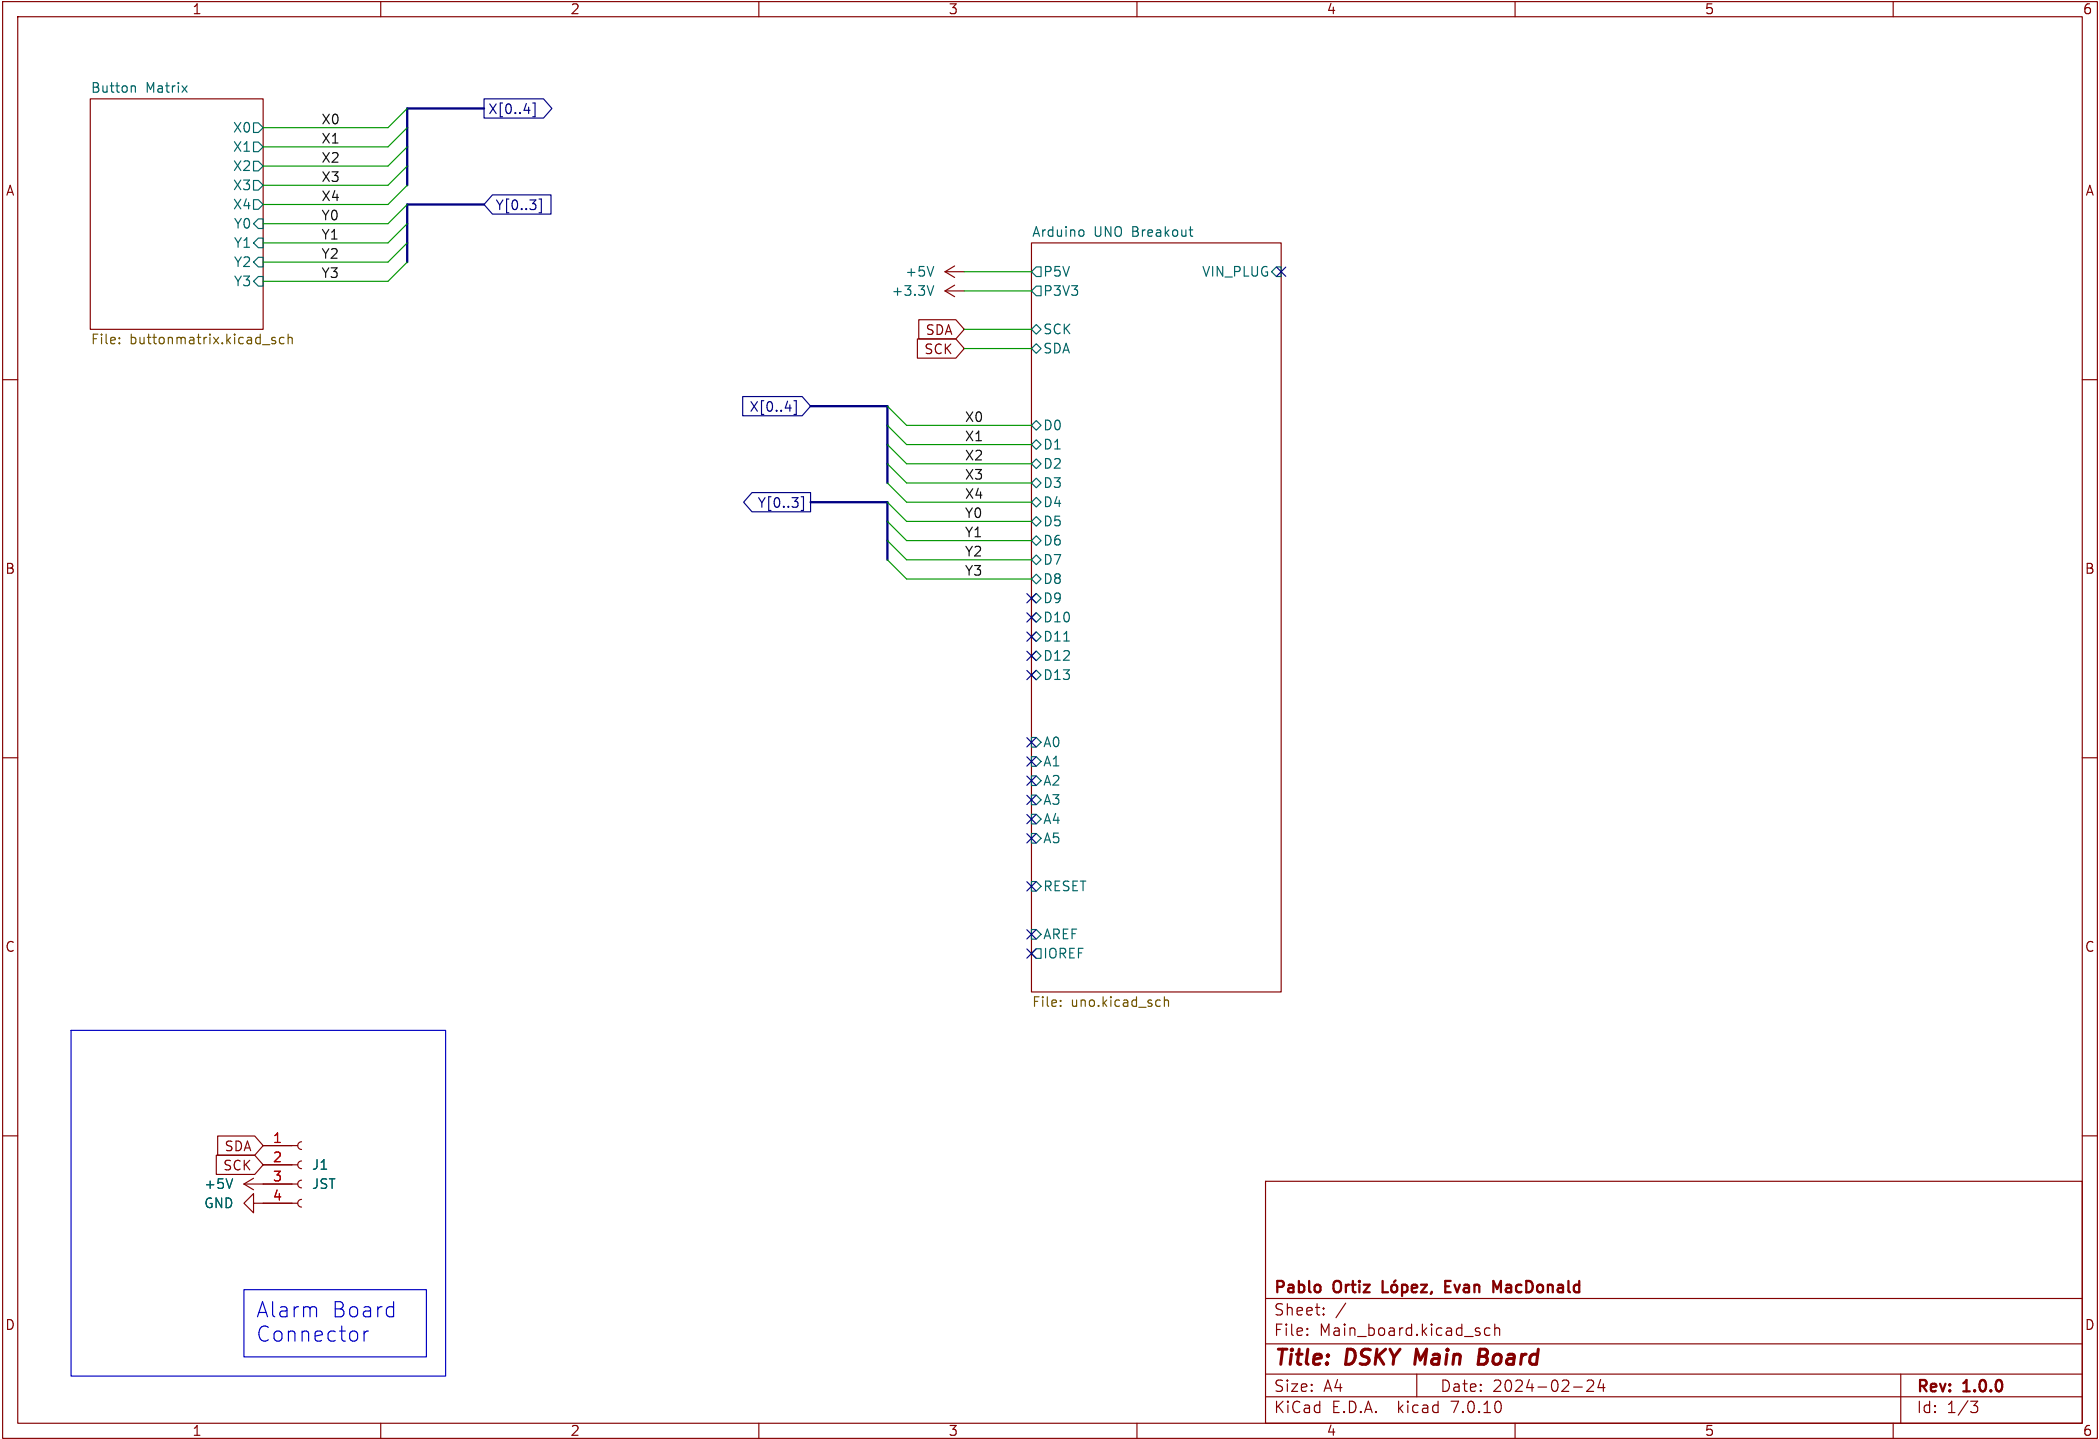 1 2 3 4 5 6
A
B
C
D
A
B
C
D
1 2 3 4 5 6
Button Matrix
X0 X0
X1 X1
X2 X2
X3 X3
X4 X4
Y0 Y0
Y1 Y1
Y2 Y2
Y3 Y3
X[0..4]
Y[0..3]
File: buttonmatrix.kicad_sch
Arduino UNO Breakout
+5V P5V VIN_PLUG
+3.3V P3V3
SDA SCK
SCK SDA
X[0..4]
Y[0..3]
X0 D0
X1 D1
X2 D2
X3 D3
X4 D4
Y0 D5
Y1 D6
Y2 D7
Y3 D8
D9
D10
D11
D12
D13
A0
A1
A2
A3
A4
A5
RESET
AREF
IOREF
File: uno.kicad_sch
SDA 1
SCK 2 J1
+5V 3 JST
GND 4
Alarm Board
Connector
Pablo Ortiz López, Evan MacDonald
Sheet: /
File: Main_board.kicad_sch
Title: DSKY Main Board
Size: A4 Date: 2024-02-24 Rev: 1.0.0
KiCad E.D.A. kicad 7.0.10 Id: 1/3